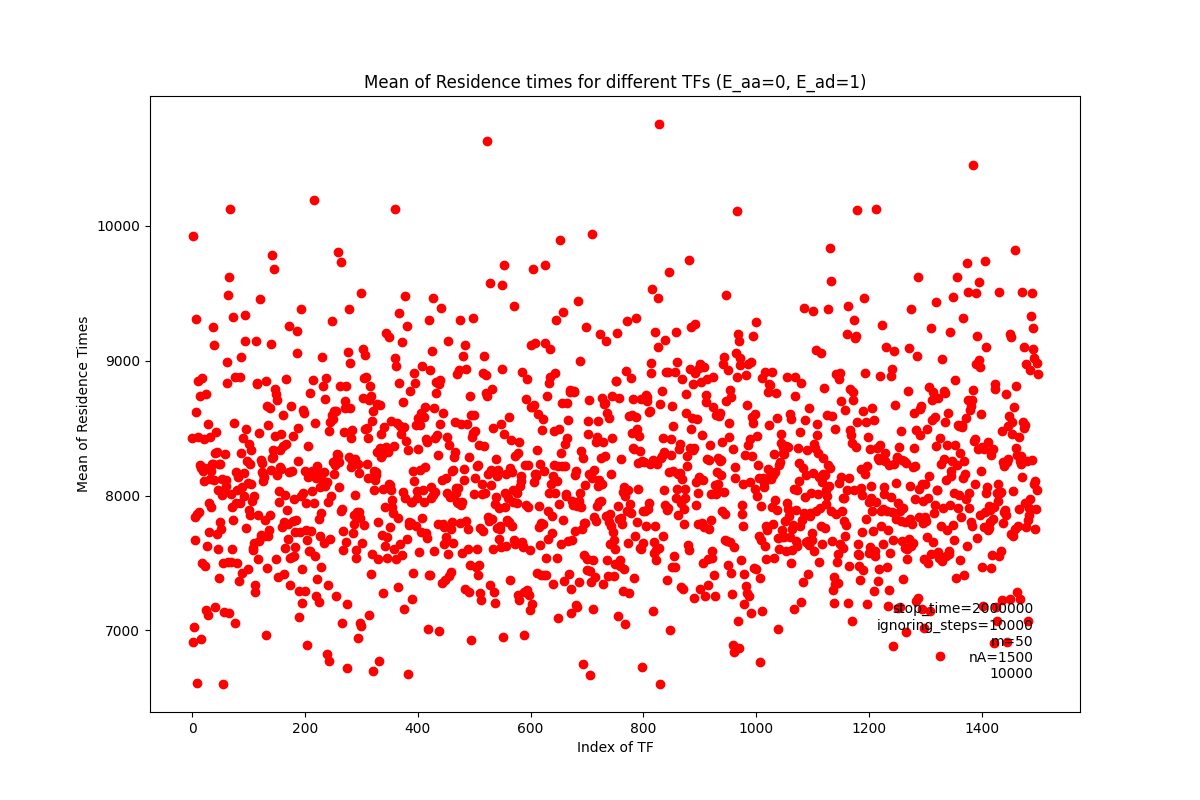 Mean of Residence times for different TFs (E_aa=0, E_ad=1)
Mean of Residence Times
10000
9000
8000
7000
stop_time=2000000
ignoring_steps=10000
m=50
nA=1500
10000
0 200 400 600 800 1000 1200 1400
Index of TF